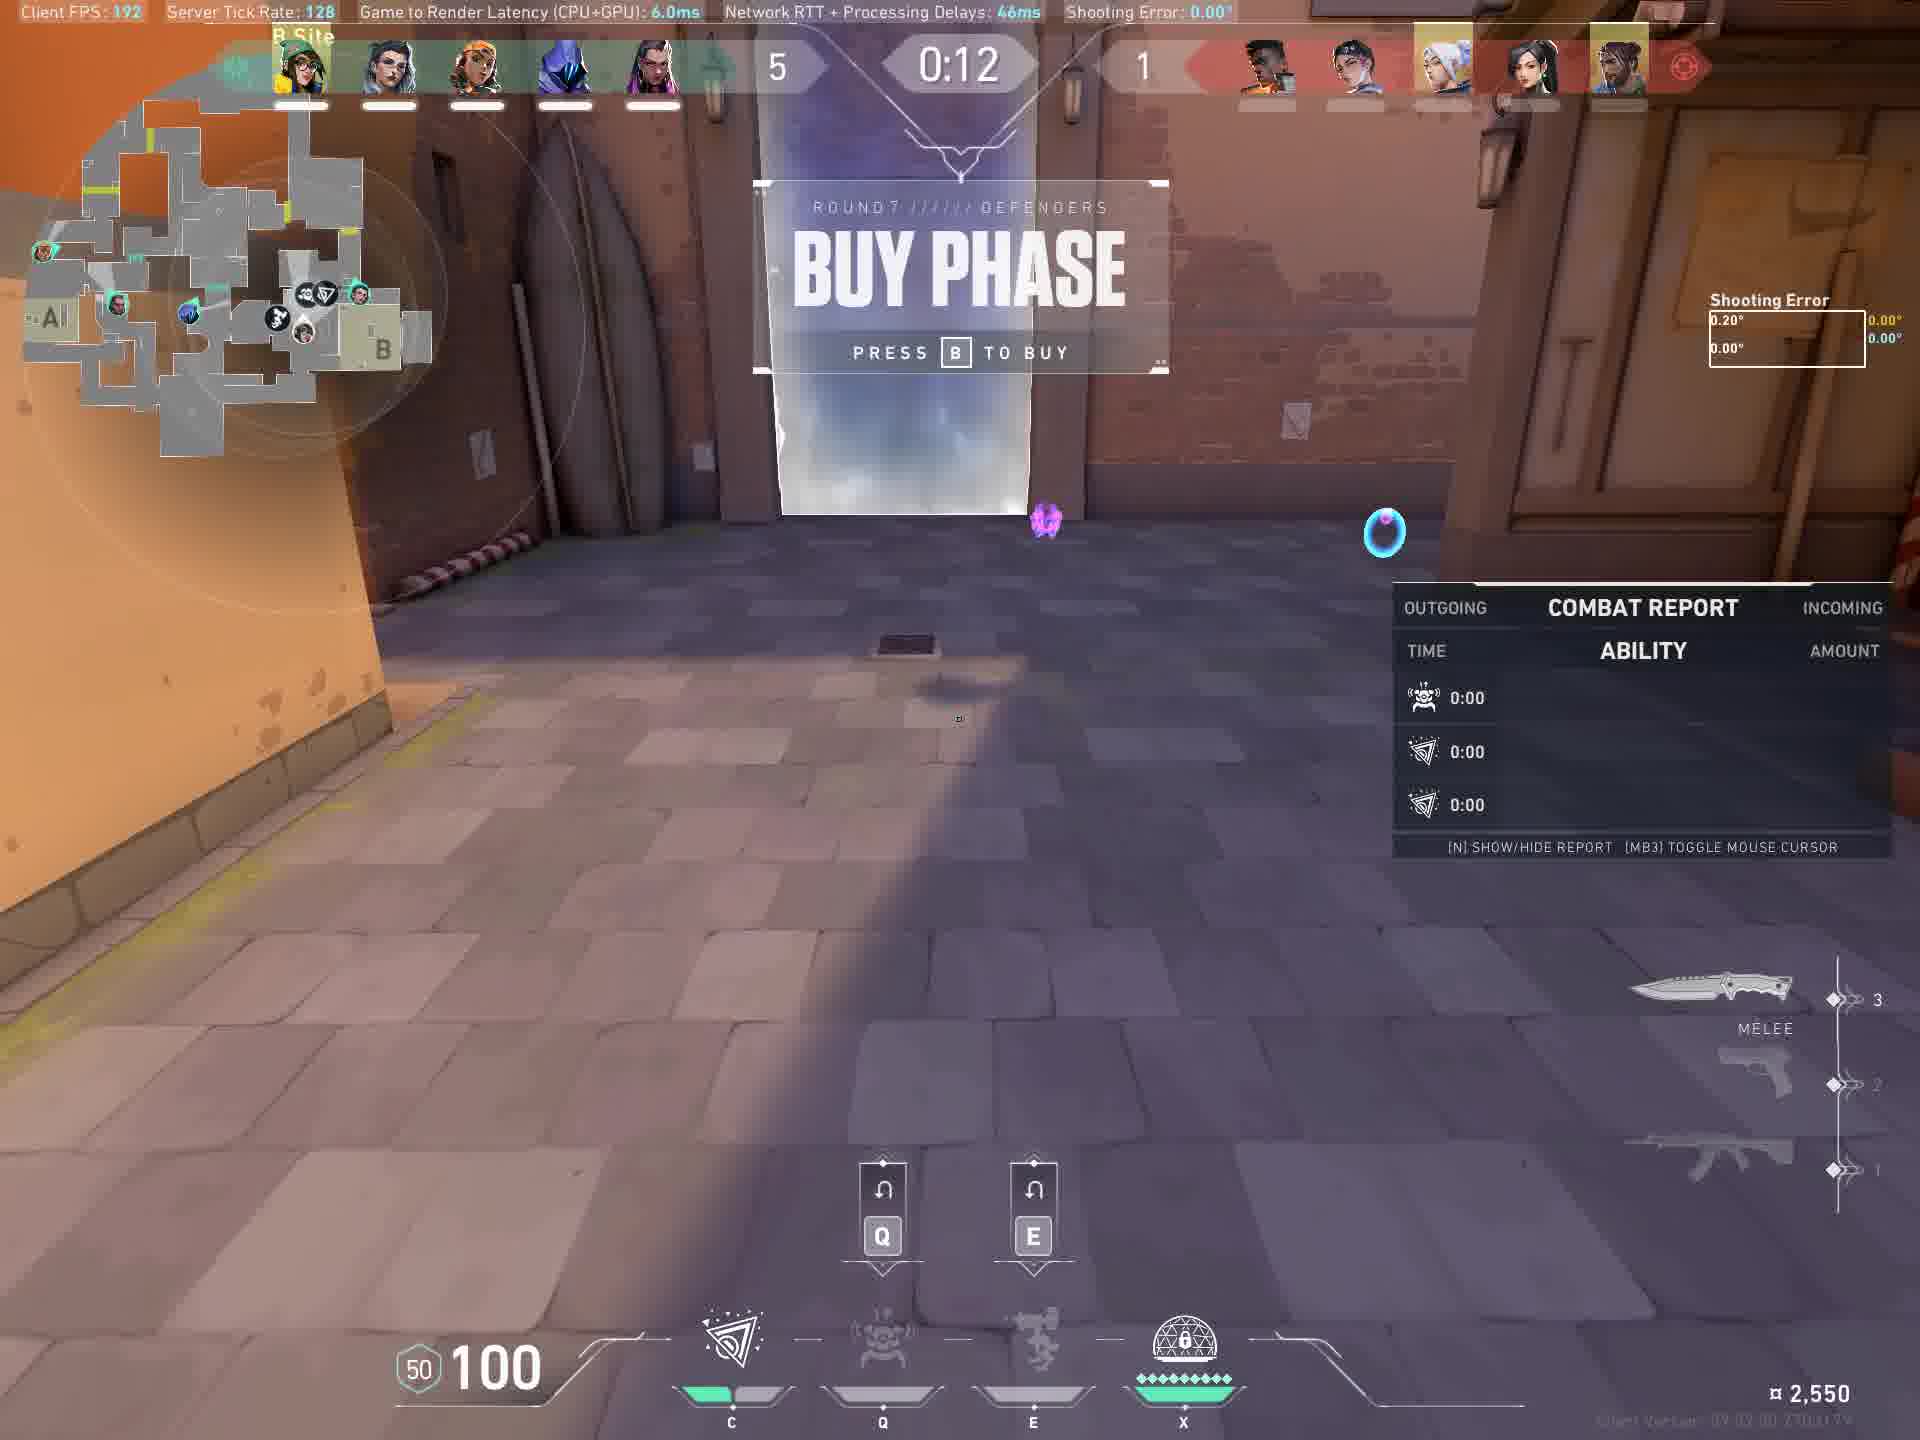 Client FPS: 192 Server Tick Rate: 128 Game to Render Latency (CPU+GPU): 6.0ms Network RTT + Processing Delays: 46ms Shooting Error: 0.00°
B Site
5 0:12 1
ROUND 7 ////// DEFENDERS
BUY PHASE
PRESS B TO BUY
A
B
Shooting Error
0.20° 0.00°
0.00°
0.00°
OUTGOING COMBAT REPORT INCOMING
TIME ABILITY AMOUNT
0:00
0:00
0:00
[N] SHOW/HIDE REPORT [MB3] TOGGLE MOUSE CURSOR
3
MELEE
2
1
Q E
50 100
C Q E X
¤ 2,550